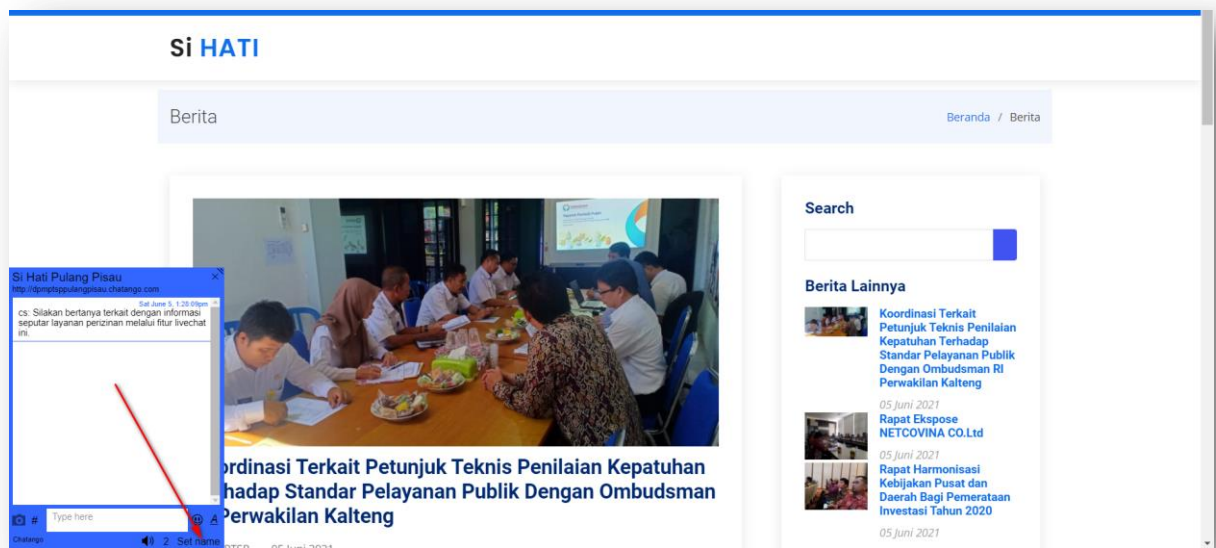 Si HATI
Berita
Beranda / Berita
Si Hati Pulang Pisau
http://dpmptsppulangpisau.chatango.com
Sat June 5, 1:28:09pm
cs: Silakan bertanya terkait dengan informasi
seputar layanan perizinan melalui fitur livechat
ini.
Type here
Chatango
2 Set name
ordinasi Terkait Petunjuk Teknis Penilaian Kepatuhan
hadap Standar Pelayanan Publik Dengan Ombudsman
Perwakilan Kalteng
05 Juni 2021
Search
Berita Lainnya
Koordinasi Terkait
Petunjuk Teknis Penilaian
Kepatuhan Terhadap
Standar Pelayanan Publik
Dengan Ombudsman RI
Perwakilan Kalteng
05 Juni 2021
Rapat Ekspose
NETCOVINA CO.Ltd
05 Juni 2021
Rapat Harmonisasi
Kebijakan Pusat dan
Daerah Bagi Pemerataan
Investasi Tahun 2020
05 Juni 2021